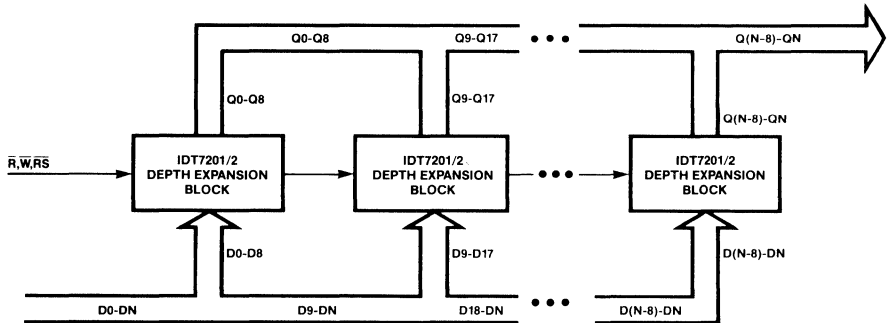 Q0-Q8
Q9-Q17
Q(N-8)-QN
Q0-Q8
Q9-Q17
Q(N-8)-QN
R,W,RS
IDT7201/2
DEPTH EXPANSION
BLOCK
IDT7201/2
DEPTH EXPANSION
BLOCK
IDT7201/2
DEPTH EXPANSION
BLOCK
D0-D8
D9-D17
D(N-8)-DN
D0-DN
D9-DN
D18-DN
D(N-8)-DN